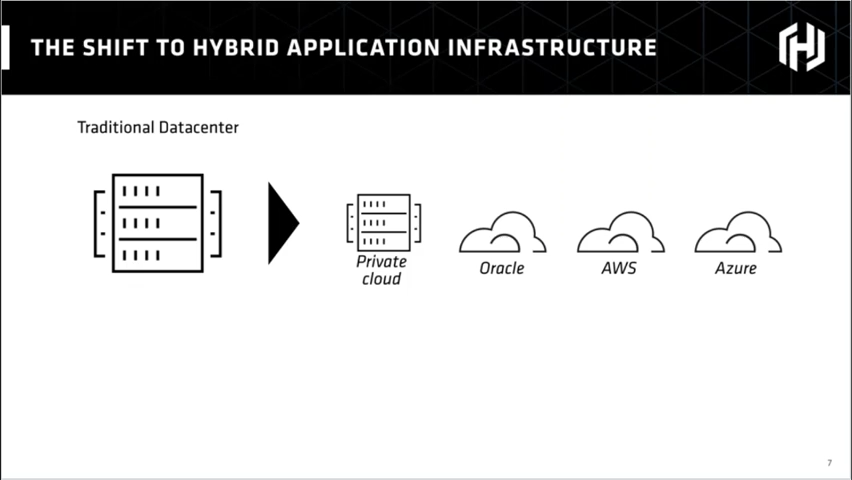 THE SHIFT TO HYBRID APPLICATION INFRASTRUCTURE
Traditional Datacenter
Private
cloud
Oracle
AWS
Azure
7